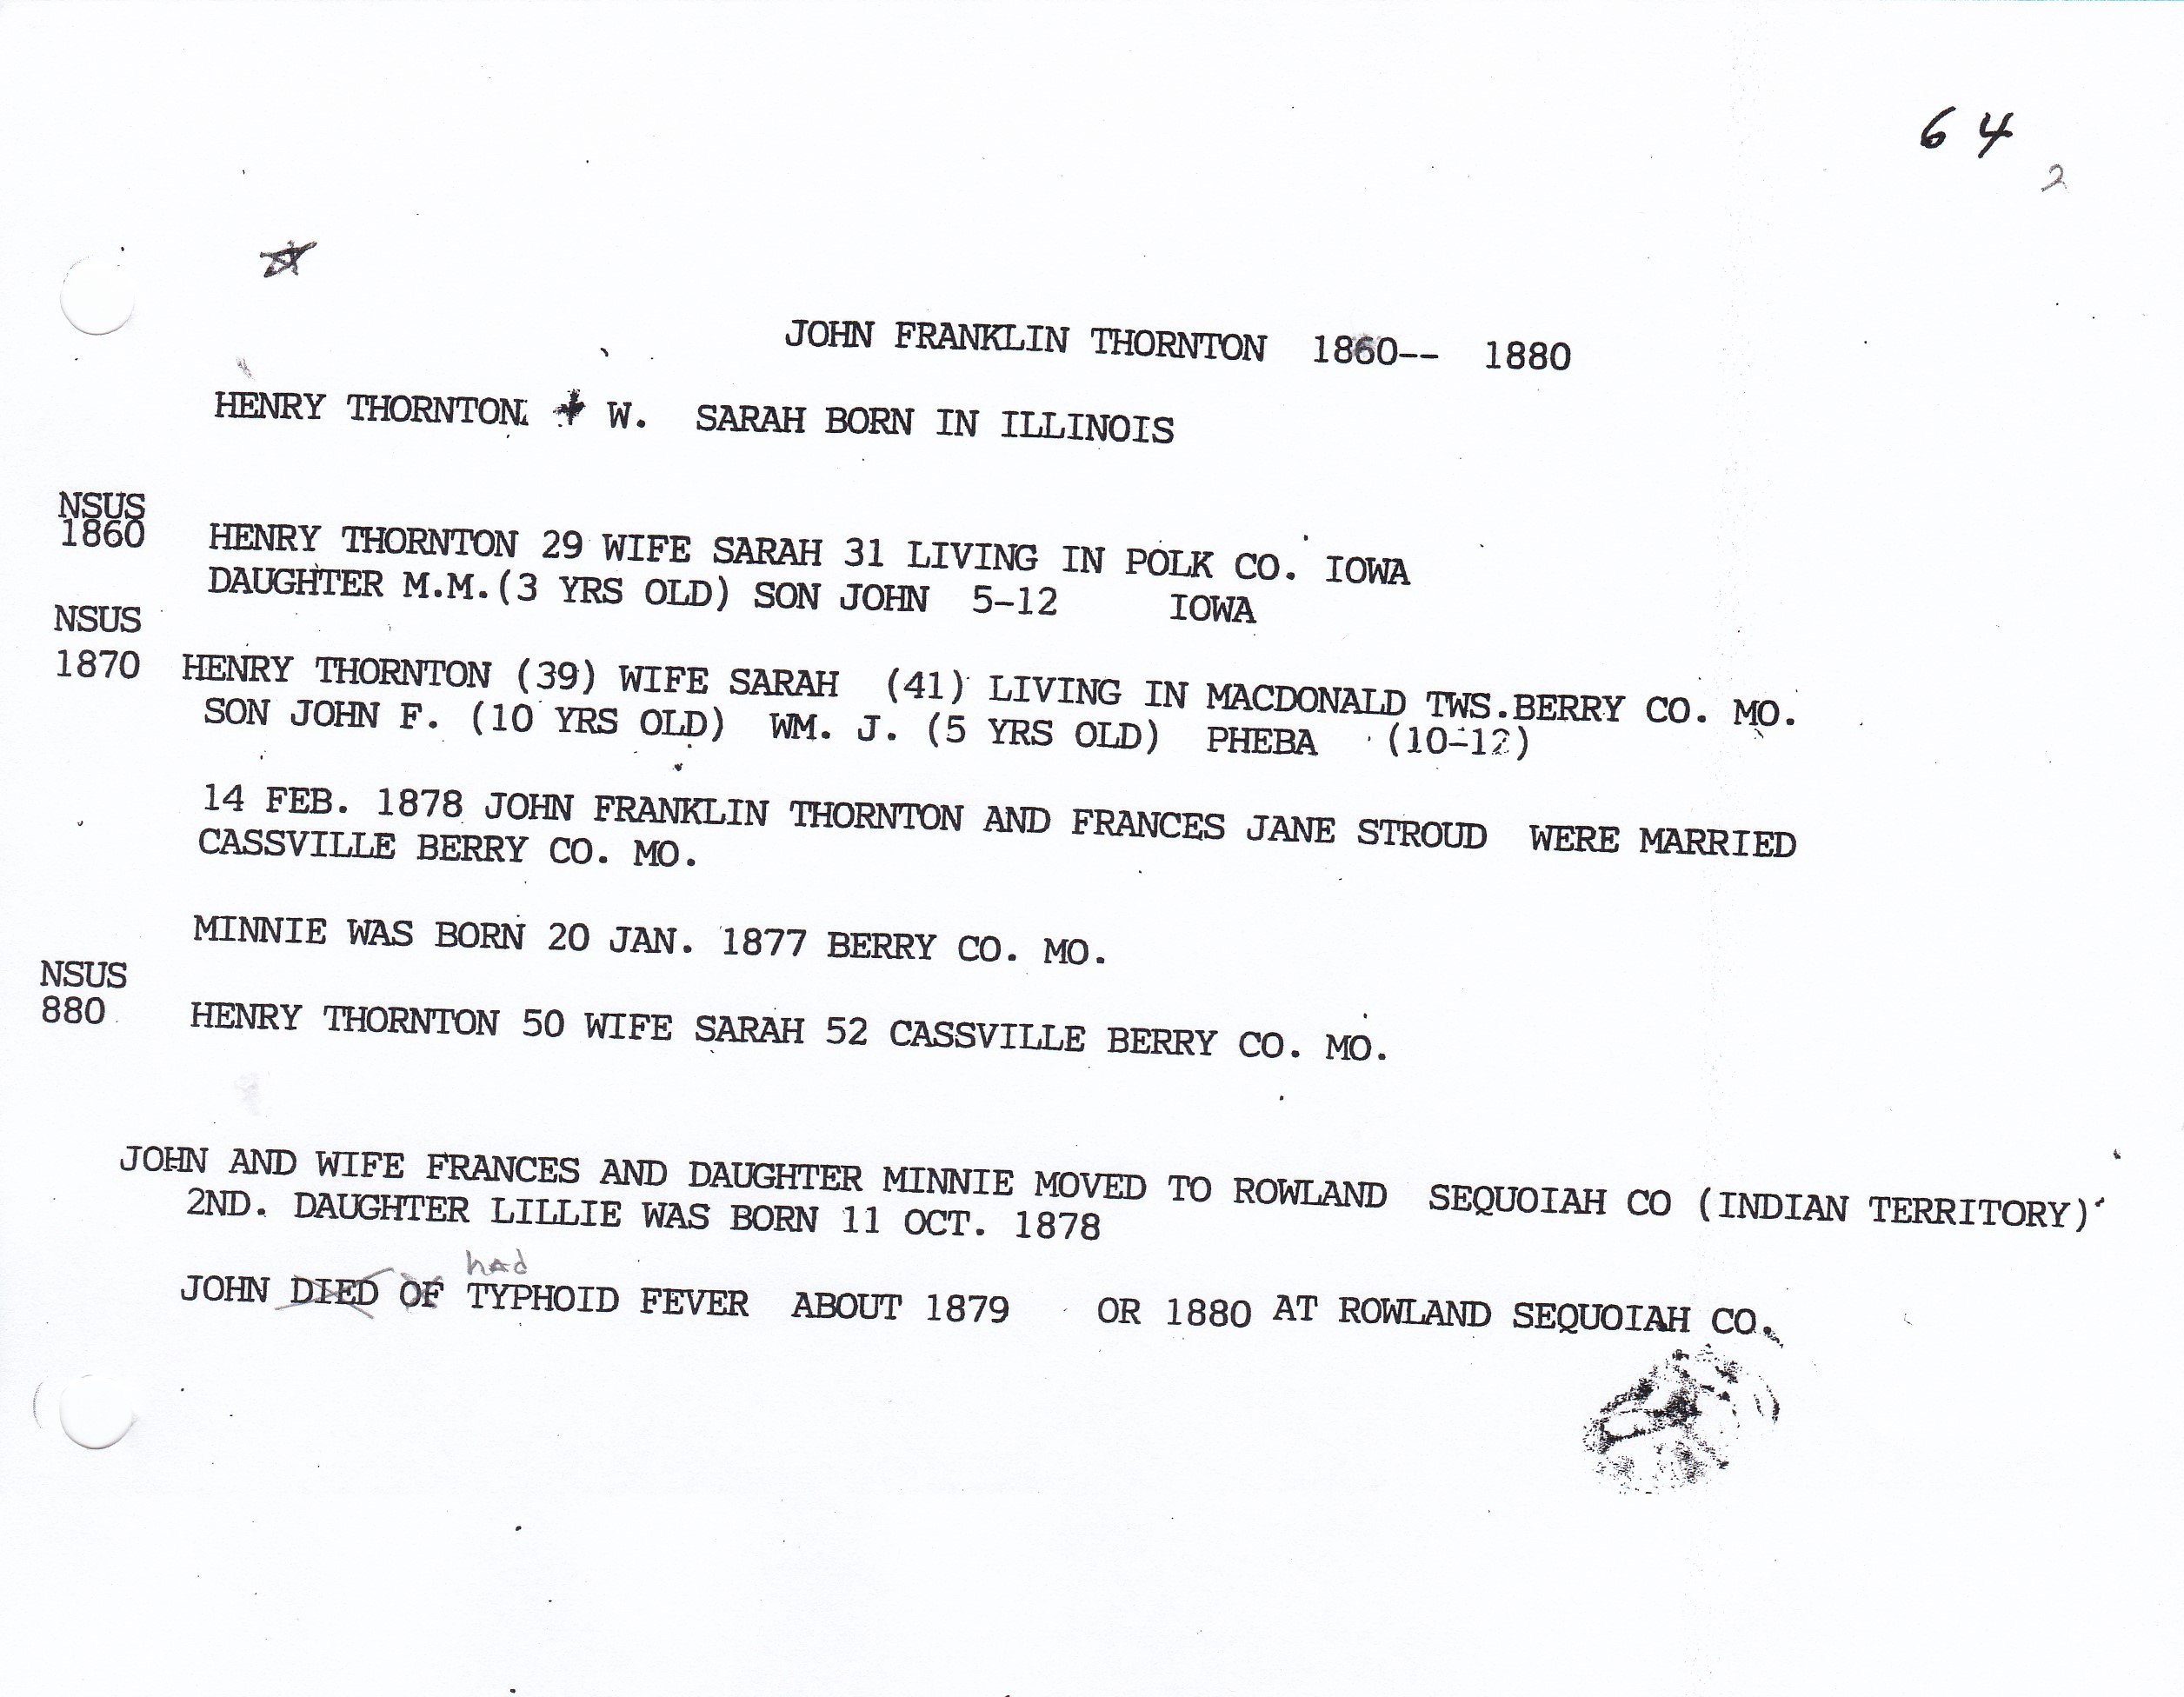 64
2
JOHN FRANKLIN THORNTON 1860-- 1880
HENRY THORNTON + W. SARAH BORN IN ILLINOIS
NSUS
1860 HENRY THORNTON 29 WIFE SARAH 31 LIVING IN POLK CO. IOWA
DAUGHTER M.M.(3 YRS OLD) SON JOHN 5-12 IOWA
NSUS
1870 HENRY THORNTON (39) WIFE SARAH (41) LIVING IN MACDONALD TWS.BERRY CO. MO.
SON JOHN F. (10 YRS OLD) WM. J. (5 YRS OLD) PHEBA (10-12)
14 FEB. 1878 JOHN FRANKLIN THORNTON AND FRANCES JANE STROUD WERE MARRIED
CASSVILLE BERRY CO. MO.
MINNIE WAS BORN 20 JAN. 1877 BERRY CO. MO.
NSUS
880 HENRY THORNTON 50 WIFE SARAH 52 CASSVILLE BERRY CO. MO.
JOHN AND WIFE FRANCES AND DAUGHTER MINNIE MOVED TO ROWLAND SEQUOIAH CO (INDIAN TERRITORY)
2ND. DAUGHTER LILLIE WAS BORN 11 OCT. 1878
had
JOHN DIED OF TYPHOID FEVER ABOUT 1879 OR 1880 AT ROWLAND SEQUOIAH CO.